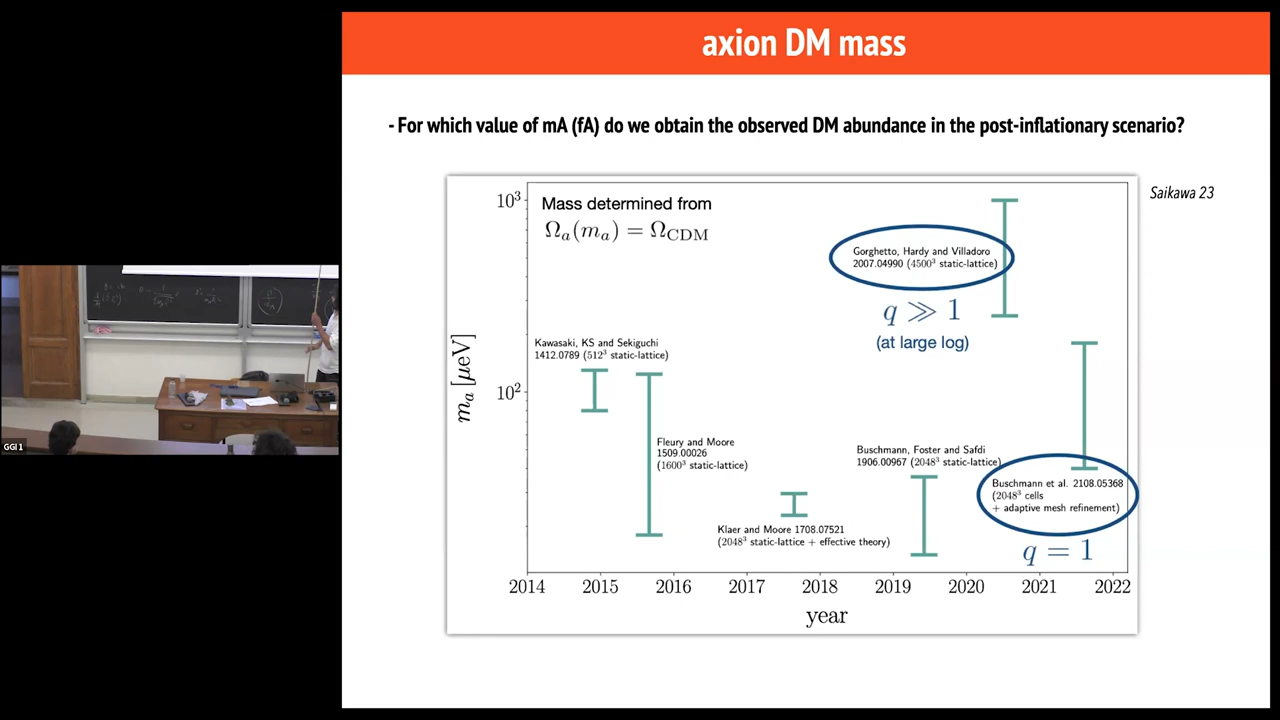 axion DM mass
- For which value of mA (fA) do we obtain the observed DM abundance in the post-inflationary scenario?
Saikawa 23
10³
Mass determined from
Ωₐ(mₐ) = Ω_CDM
Gorghetto, Hardy and Villadoro
2007.04990 (4500³ static-lattice)
q ≫ 1
(at large log)
Kawasaki, KS and Sekiguchi
1412.0789 (512³ static-lattice)
mₐ [μeV]
10²
Fleury and Moore
1509.00026
(1600³ static-lattice)
Buschmann, Foster and Safdi
1906.00967 (2048³ static-lattice)
Buschmann et al. 2108.05368
(2048³ cells
+ adaptive mesh refinement)
Klaer and Moore 1708.07521
(2048³ static-lattice + effective theory)
q = 1
2014 2015 2016 2017 2018 2019 2020 2021 2022
year
GGI 1